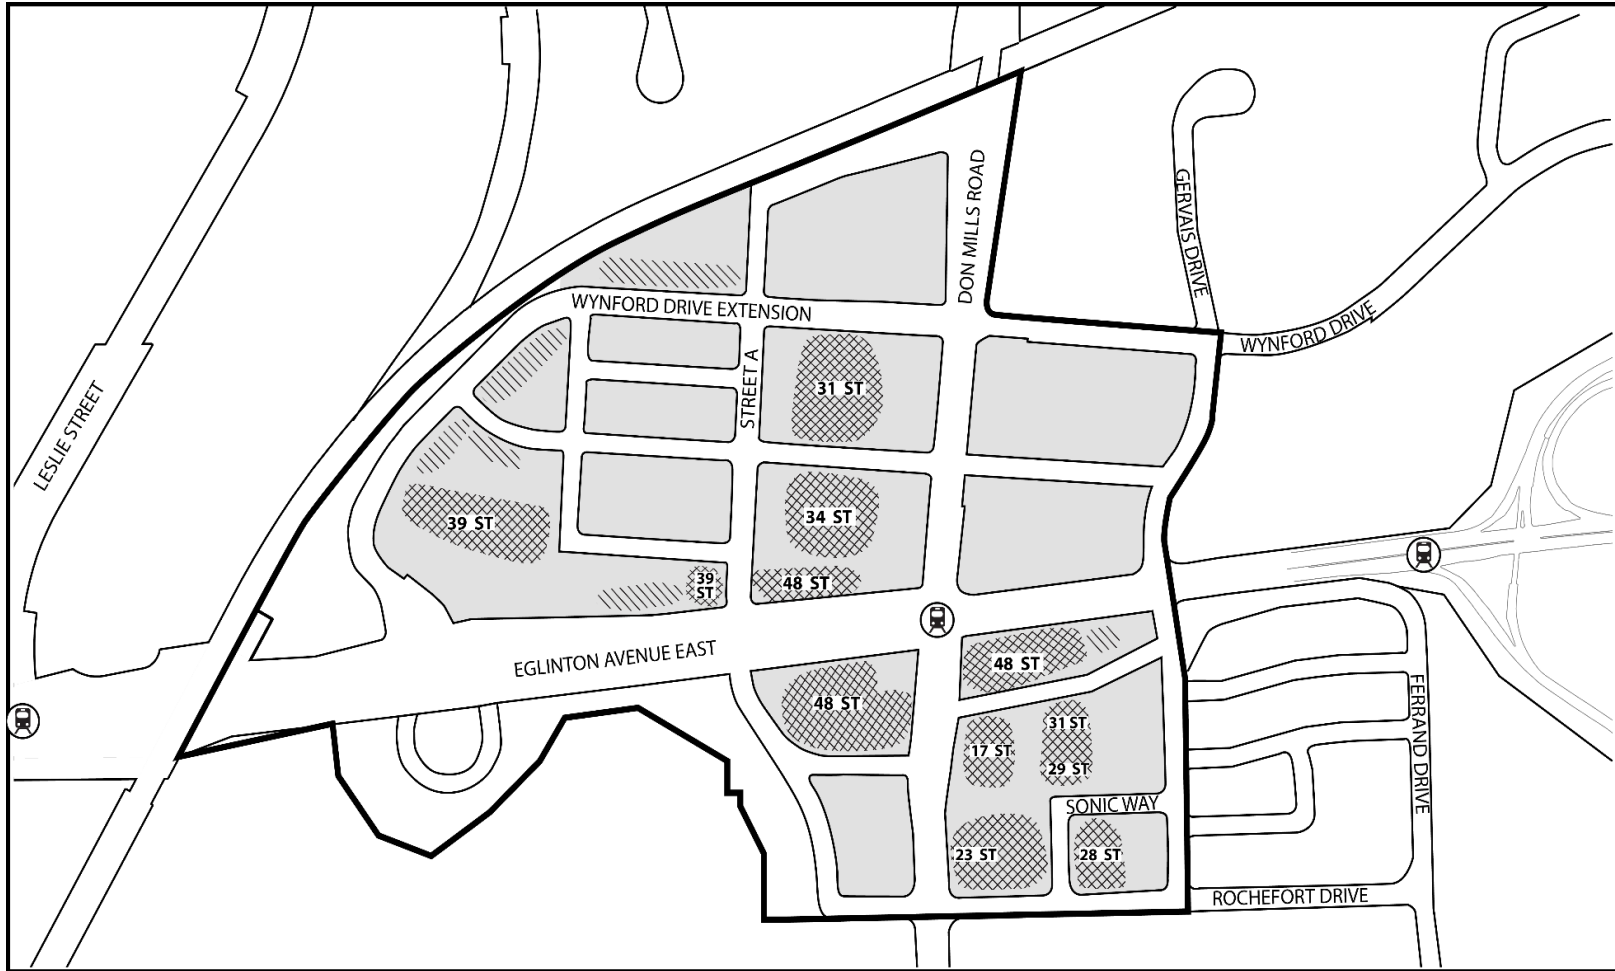 DON MILLS ROAD
GERVAIS DRIVE
WYNFORD DRIVE EXTENSION
WYNFORD DRIVE
STREET A
31 ST
LESLIE STREET
39 ST
34 ST
39
ST
48 ST
EGLINTON AVENUE EAST
48 ST
48 ST
31 ST
17 ST
29 ST
FERRAND DRIVE
SONIC WAY
23 ST
28 ST
ROCHEFORT DRIVE